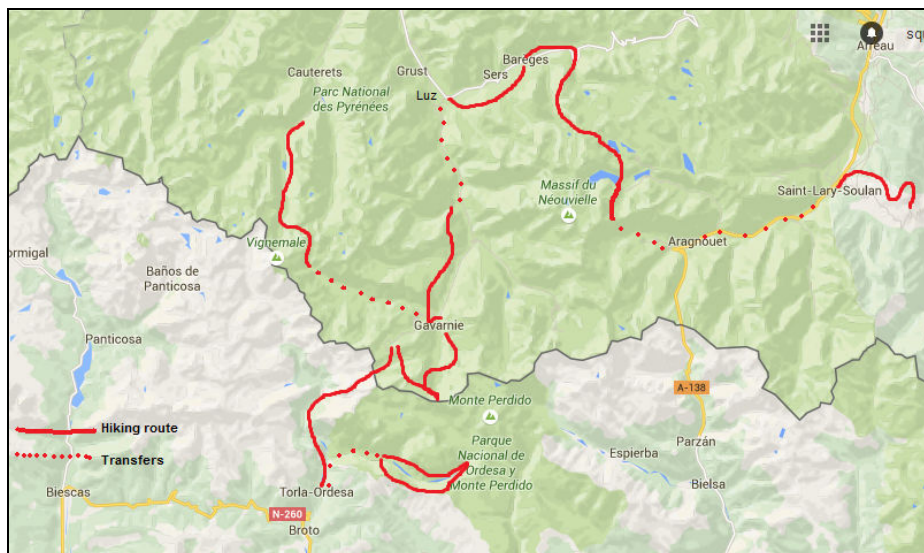 squ
Arreau
Cauterets
Grust
Barèges
Sers
Luz
Parc National
des Pyrénées
Massif du
Néouvielle
Saint-Lary-Soulan
Aragnouet
Vignemale
ormigal
Baños de
Panticosa
Gavarnie
Panticosa
A-138
Monte Perdido
Hiking route
Parque
Nacional de
Ordesa y
Monte Perdido
Parzán
Espierba
Transfers
Bielsa
Biescas
Torla-Ordesa
N-260
Broto